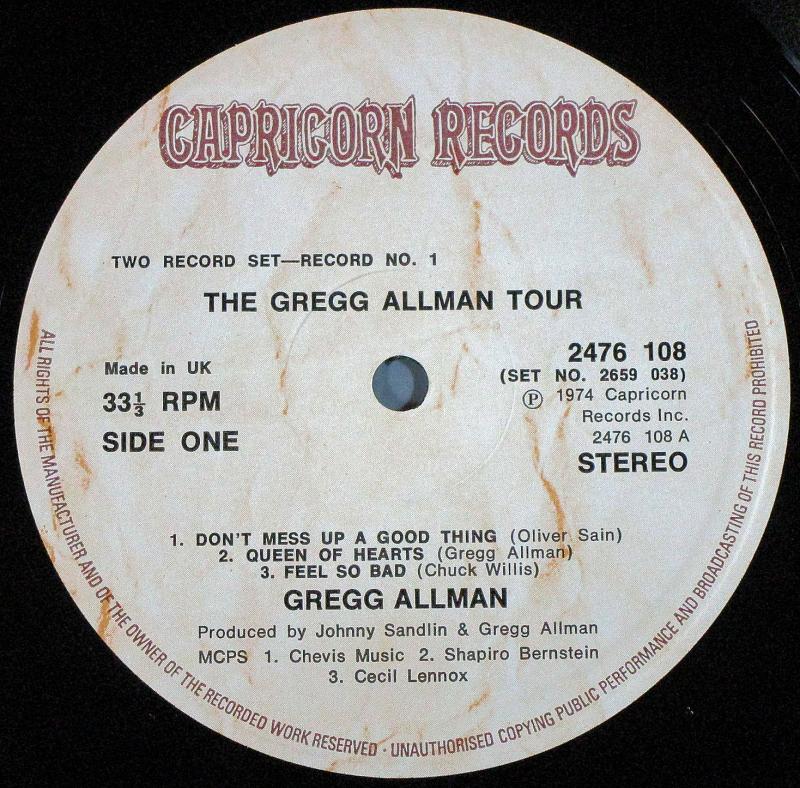 CAPRICORN RECORDS
TWO RECORD SET—RECORD NO. 1
THE GREGG ALLMAN TOUR
Made in UK
33⅓ RPM
SIDE ONE
2476 108
(SET NO. 2659 038)
℗ 1974 Capricorn
Records Inc.
2476 108 A
STEREO
1. DON'T MESS UP A GOOD THING (Oliver Sain)
2. QUEEN OF HEARTS (Gregg Allman)
3. FEEL SO BAD (Chuck Willis)
GREGG ALLMAN
Produced by Johnny Sandlin & Gregg Allman
MCPS 1. Chevis Music 2. Shapiro Bernstein
3. Cecil Lennox
ALL RIGHTS OF THE MANUFACTURER AND OF THE OWNER OF THE RECORDED WORK RESERVED · UNAUTHORISED COPYING PUBLIC PERFORMANCE AND BROADCASTING OF THIS RECORD PROHIBITED